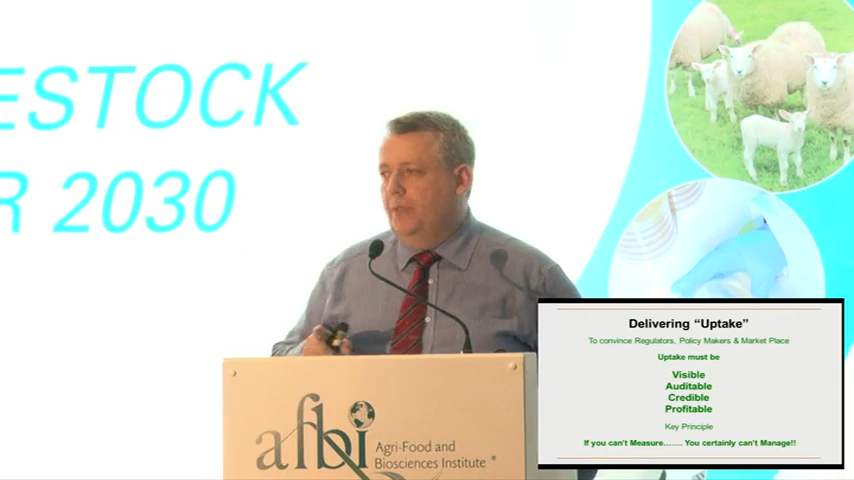 ESTOCK
R 2030
afbi
Agri-Food and
Biosciences Institute
Delivering “Uptake”
To convince Regulators, Policy Makers & Market Place
Uptake must be
Visible
Auditable
Credible
Profitable
Key Principle
If you can't Measure……. You certainly can't Manage!!